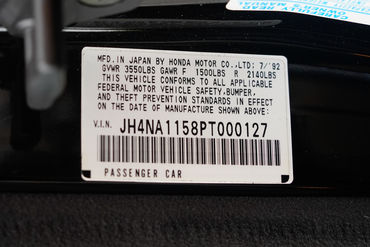 MFD. IN JAPAN BY HONDA MOTOR CO.,LTD: 7/'92
GVWR 3550LBS GAWR F 1500LBS R 2140LBS
THIS VEHICLE CONFORMS TO ALL APPLICABLE
FEDERAL MOTOR VEHICLE SAFETY,BUMPER,
AND THEFT PREVENTION STANDARDS IN EFFECT
ON THE DATE OF MANUFACTURE SHOWN ABOVE:
V.I.N. JH4NA1158PT000127
PASSENGER CAR